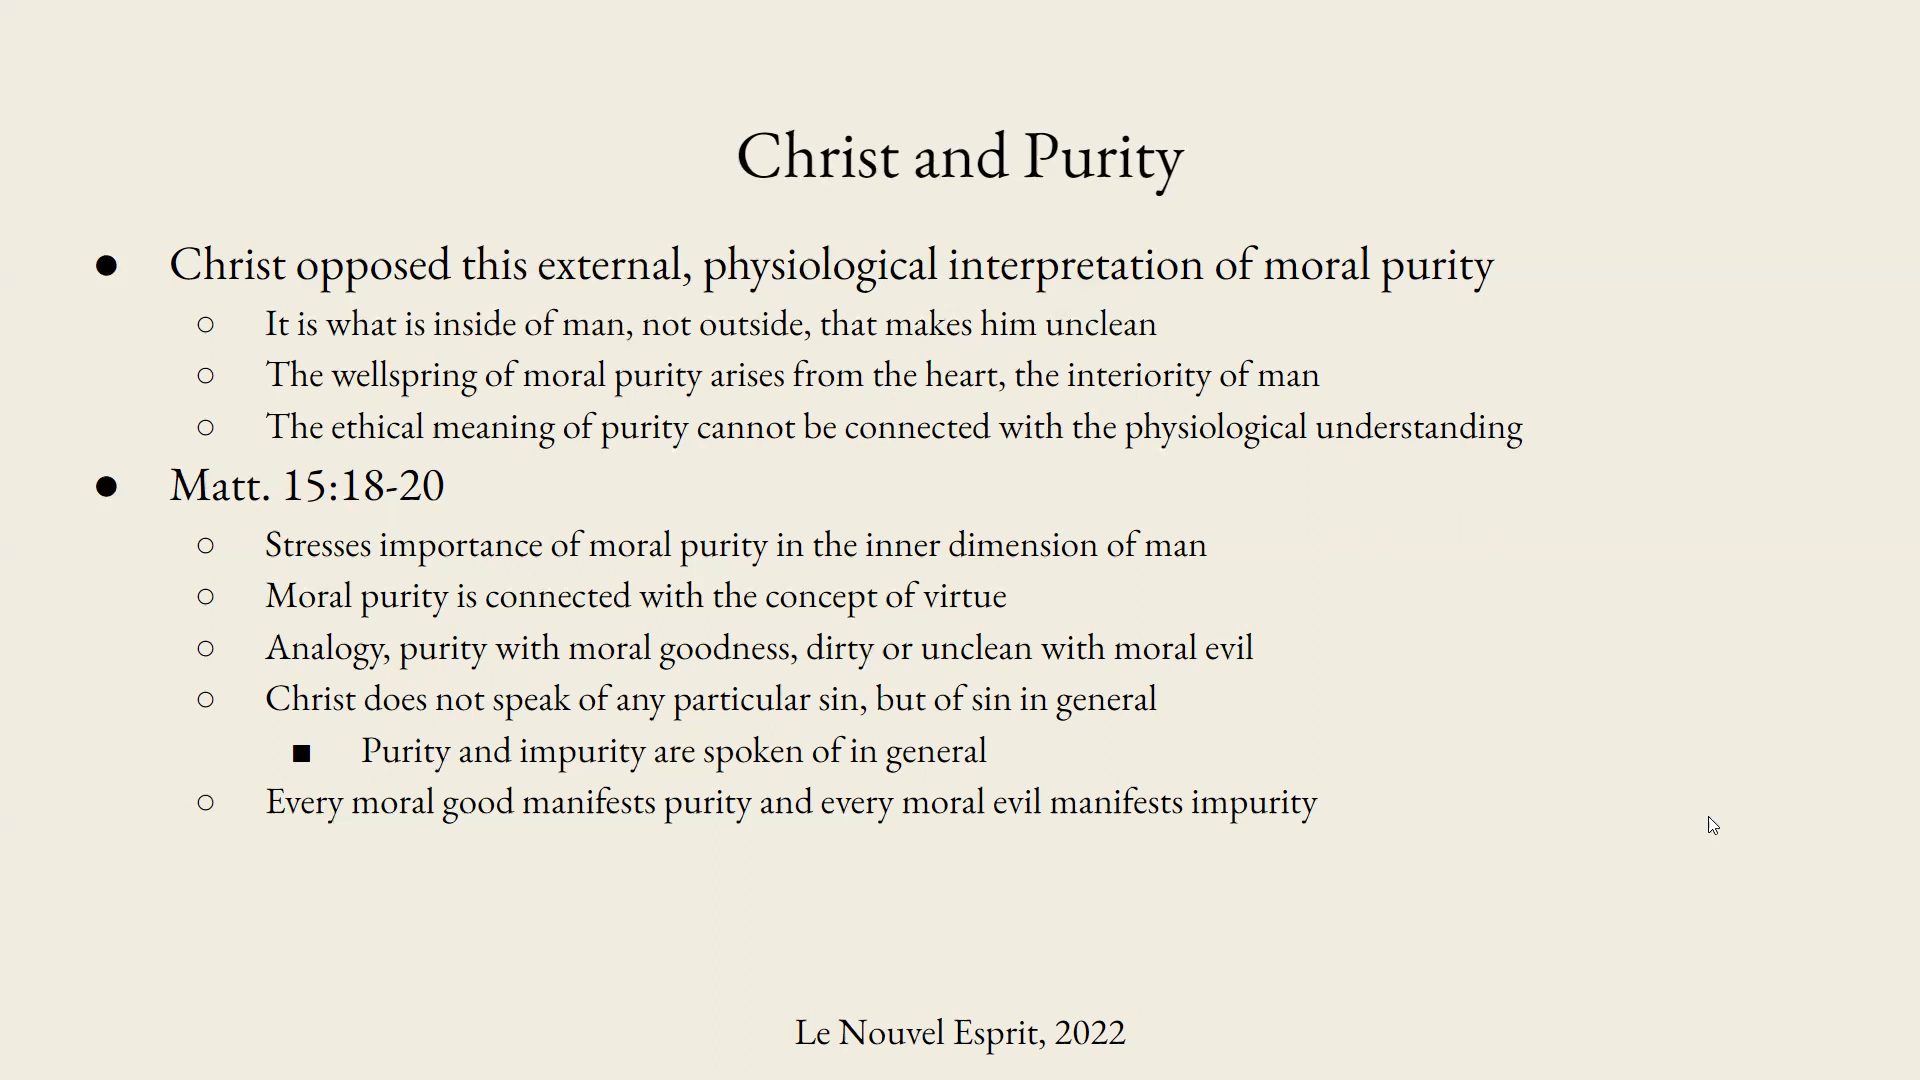 Christ and Purity
● Christ opposed this external, physiological interpretation of moral purity
○ It is what is inside of man, not outside, that makes him unclean
○ The wellspring of moral purity arises from the heart, the interiority of man
○ The ethical meaning of purity cannot be connected with the physiological understanding
● Matt. 15:18-20
○ Stresses importance of moral purity in the inner dimension of man
○ Moral purity is connected with the concept of virtue
○ Analogy, purity with moral goodness, dirty or unclean with moral evil
○ Christ does not speak of any particular sin, but of sin in general
■ Purity and impurity are spoken of in general
○ Every moral good manifests purity and every moral evil manifests impurity
Le Nouvel Esprit, 2022